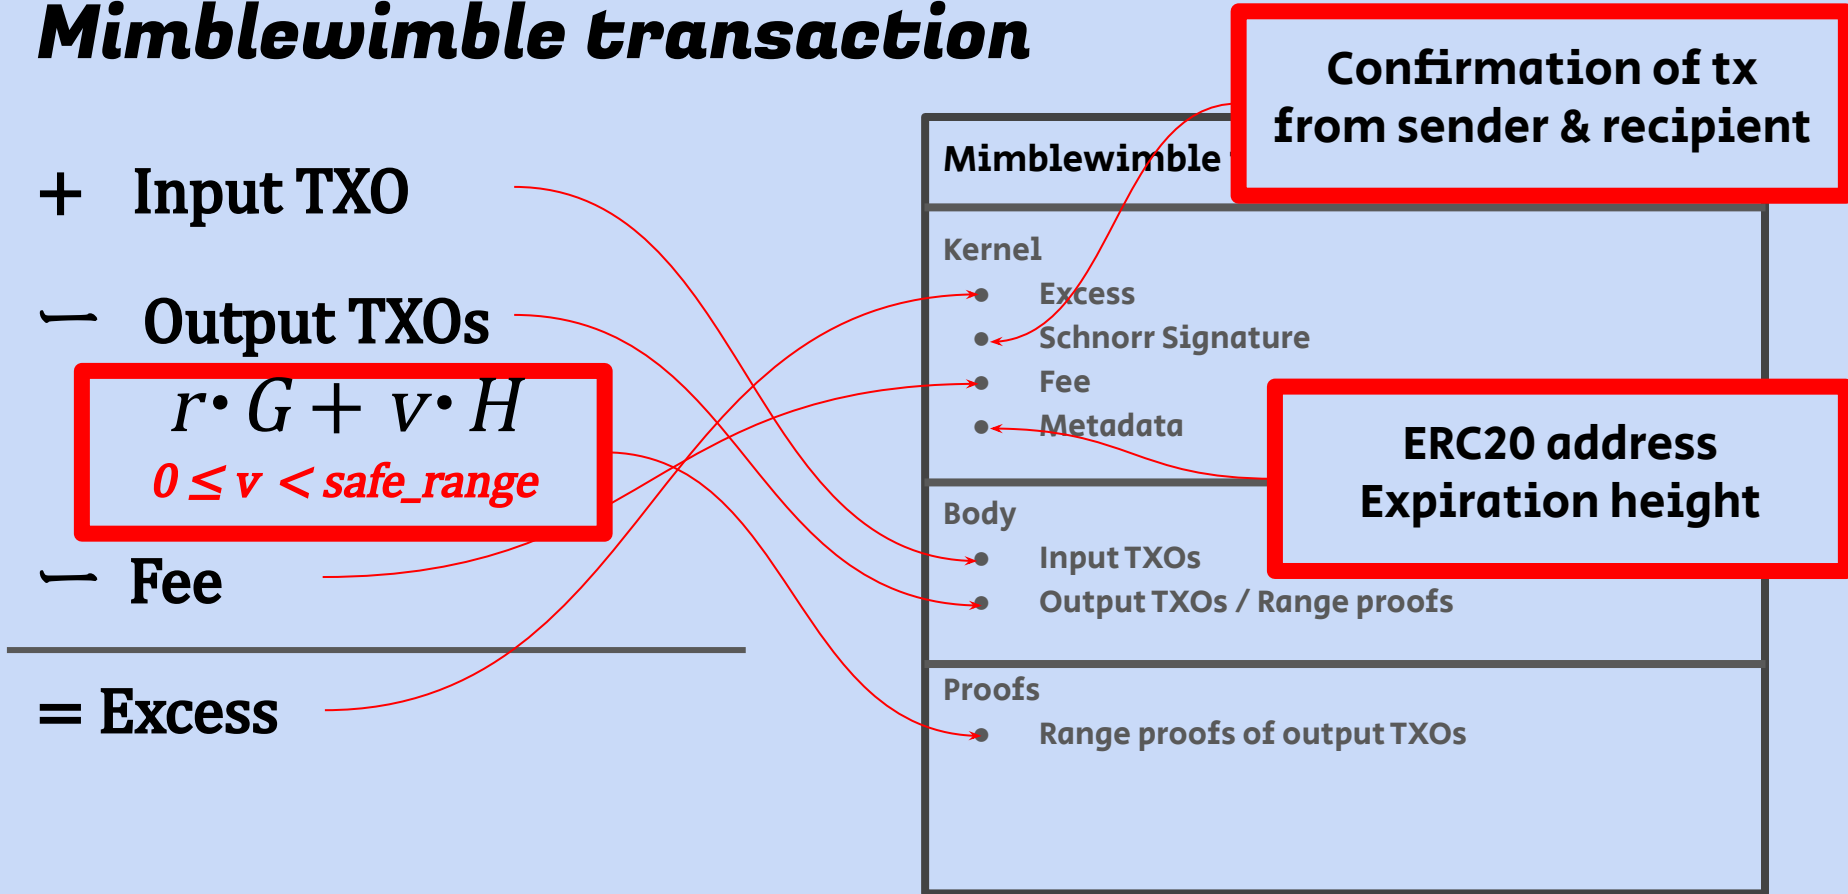 Mimblewimble transaction
+ Input TXO
— Output TXOs
r· G + v· H
0 ≤ v < safe_range
— Fee
= Excess
Confirmation of tx
from sender & recipient
Mimblewimble
Kernel
● Excess
● Schnorr Signature
● Fee
● Metadata
ERC20 address
Expiration height
Body
● Input TXOs
● Output TXOs / Range proofs
Proofs
● Range proofs of output TXOs